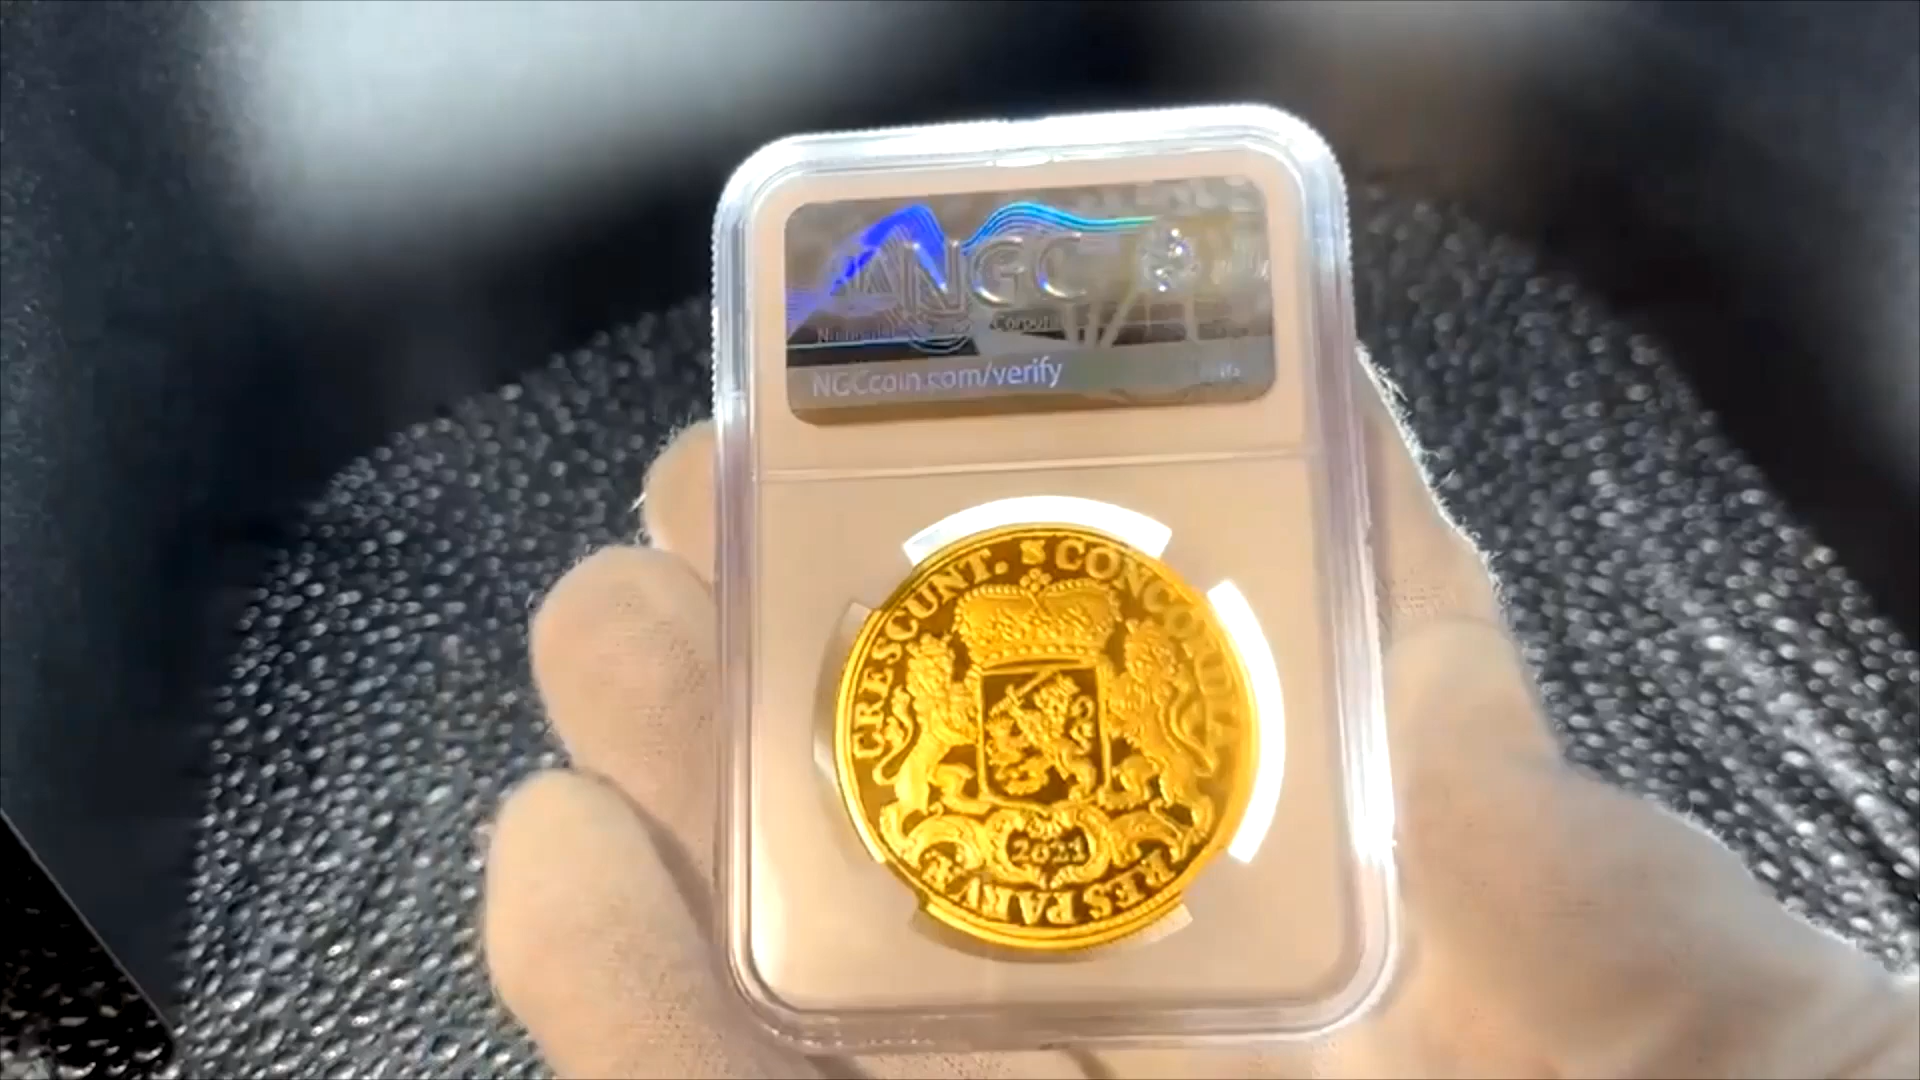 NGC
NGCcoin.com/verify
CRESCUNT. CONCORDIA
RES PARVÆ
2021